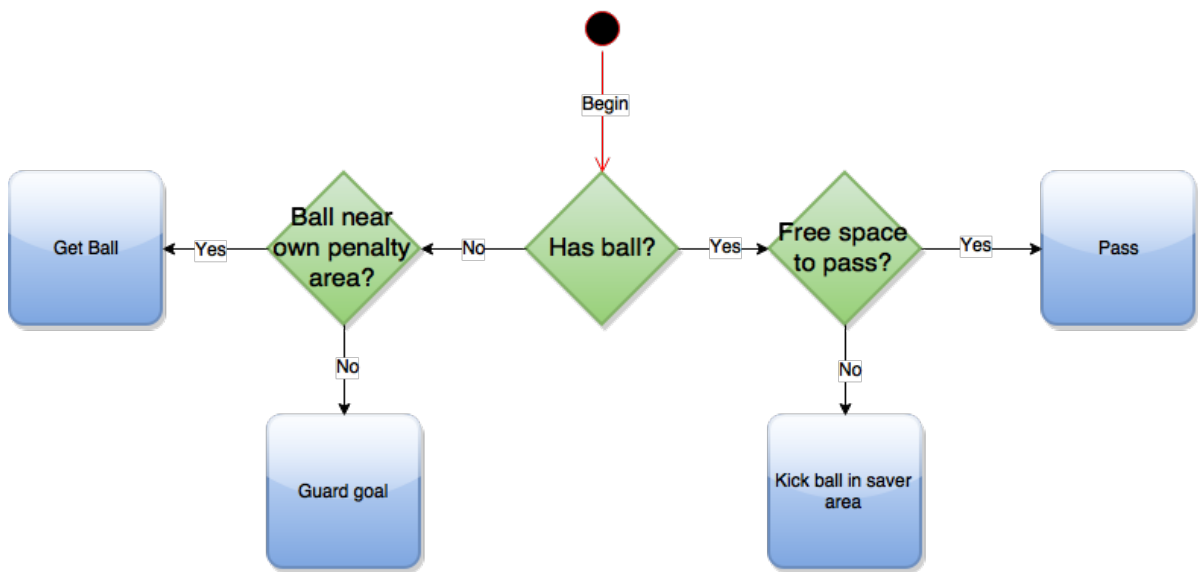 Begin
Get Ball
Yes
Ball near
own penalty
area?
No
Has ball?
Yes
Free space
to pass?
Yes
Pass
No
No
Guard goal
Kick ball in saver
area